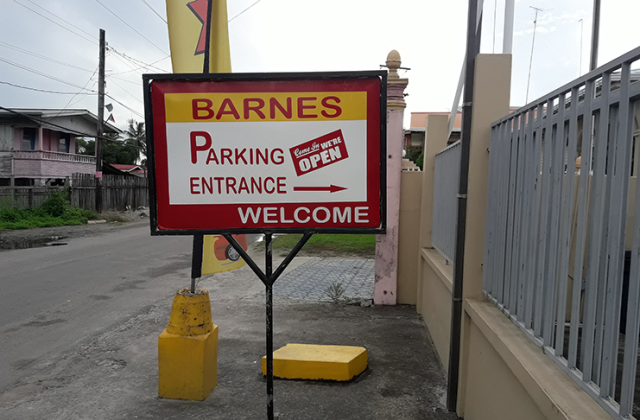 BARNES
PARKING
Come In WE'RE
OPEN
ENTRANCE
WELCOME